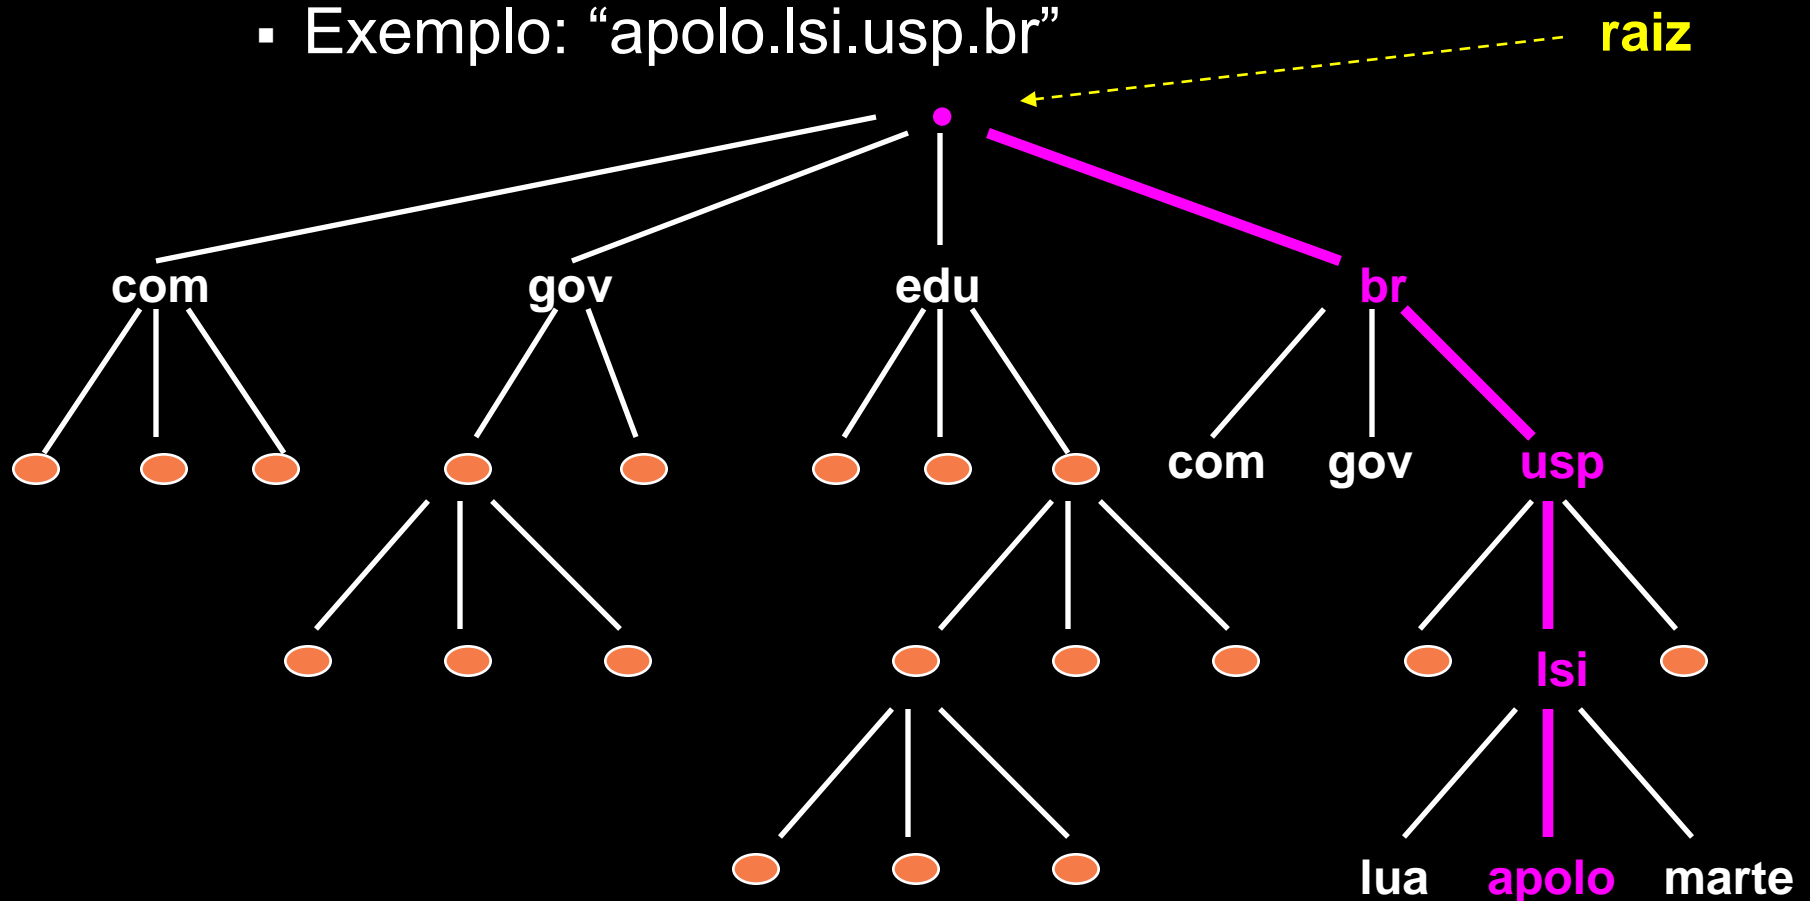 ▪ Exemplo: “apolo.lsi.usp.br”
raiz
com gov edu br
com gov usp
lsi
lua apolo marte